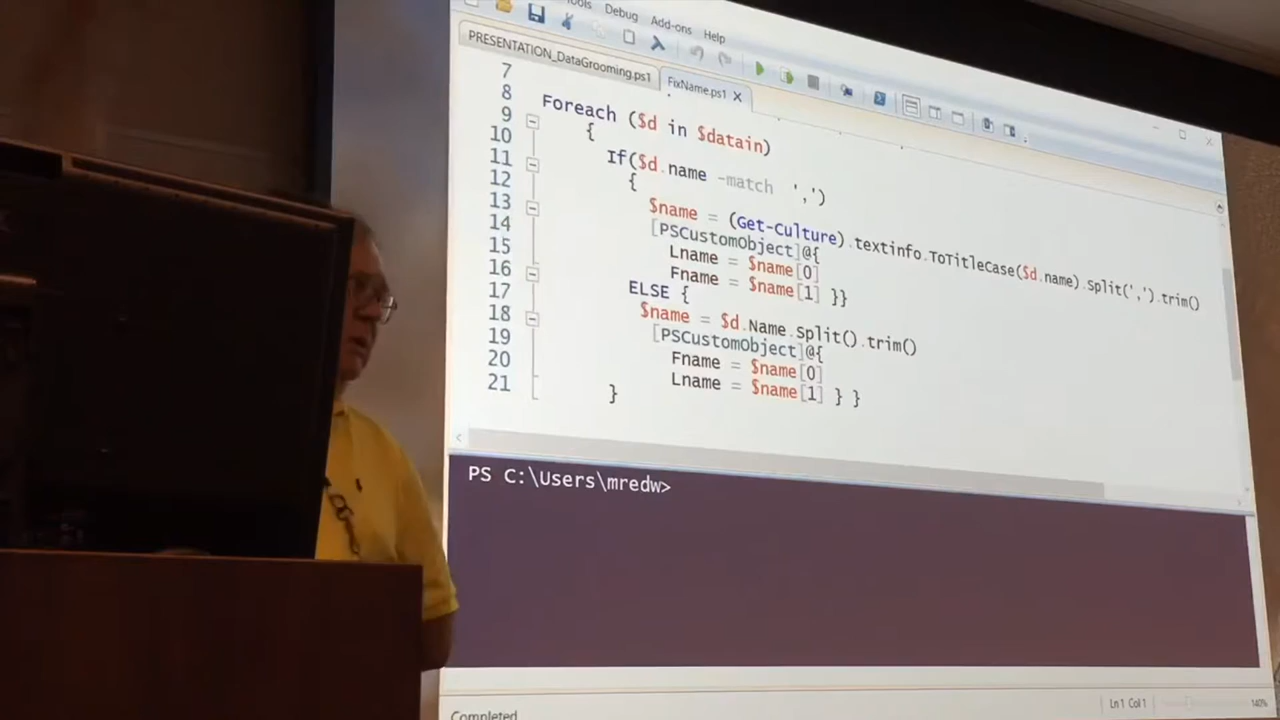 Tools Debug Add-ons Help
PRESENTATION_DataGrooming.ps1 FixName.ps1 X
7
8 Foreach ($d in $datain)
9 {
10 If($d.name -match ',')
11 {
12 $name = (Get-Culture).textinfo.ToTitleCase($d.name).Split(',').trim()
13 [PSCustomObject]@{
14 Lname = $name[0]
15 Fname = $name[1] }}
16 ELSE {
17 $name = $d.Name.Split().trim()
18 [PSCustomObject]@{
19 Fname = $name[0]
20 Lname = $name[1] } }
21 }
PS C:\Users\mredw>
Completed Ln 1 Col 1 140%